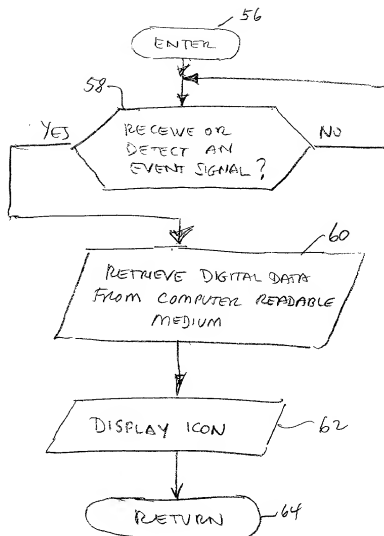 56
ENTER
58
YES
RECEIVE OR
DETECT AN
EVENT SIGNAL?
NO
60
RETRIEVE DIGITAL DATA
FROM COMPUTER READABLE
MEDIUM
DISPLAY ICON
62
RETURN
64